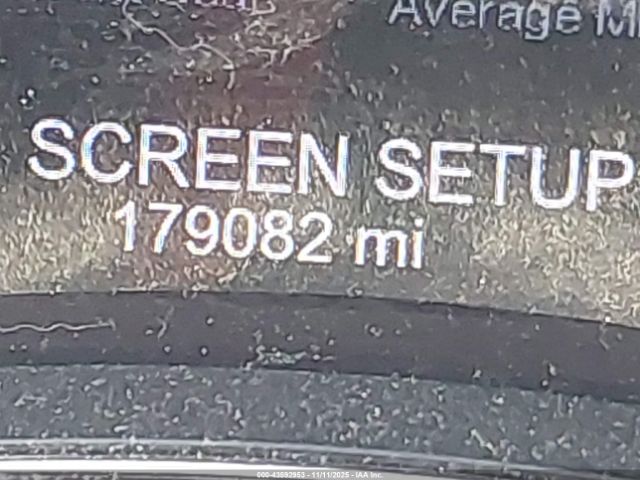 Average
SCREEN SETUP
179082 mi
000-43692953 - 11/11/2025 - IAA Inc.